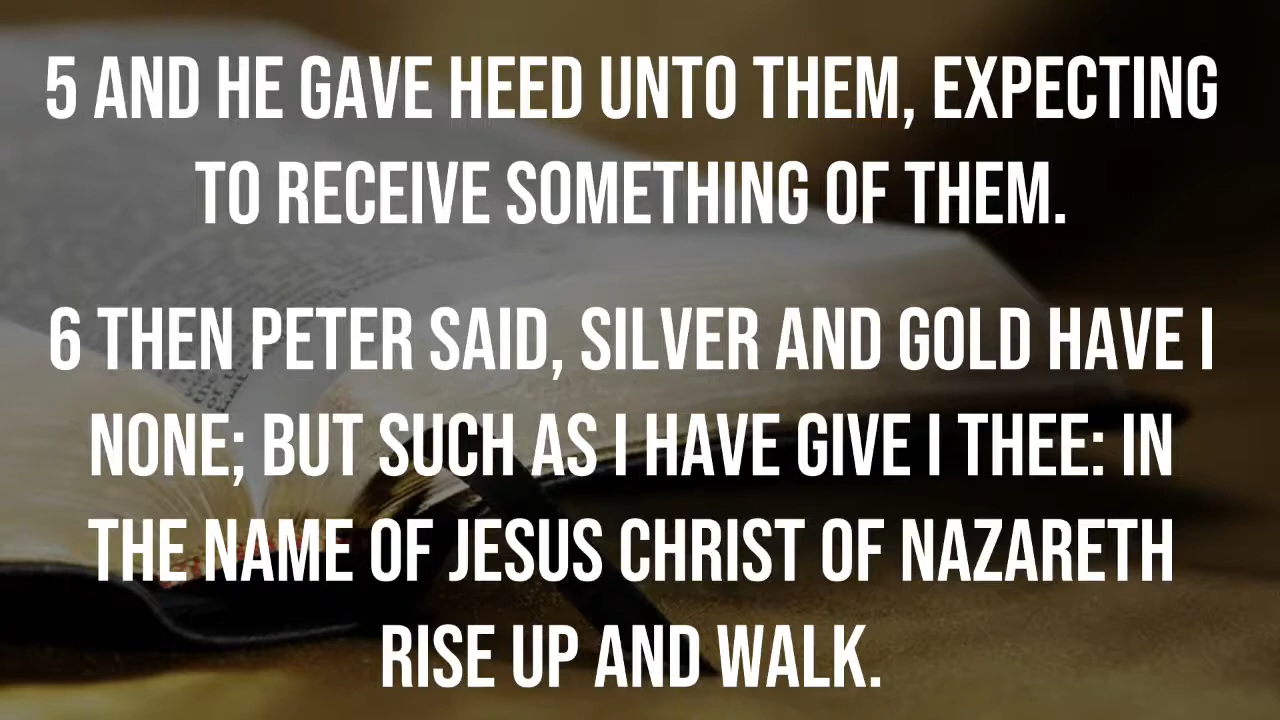 5 AND HE GAVE HEED UNTO THEM, EXPECTING
TO RECEIVE SOMETHING OF THEM.
6 THEN PETER SAID, SILVER AND GOLD HAVE I
NONE; BUT SUCH AS I HAVE GIVE I THEE: IN
THE NAME OF JESUS CHRIST OF NAZARETH
RISE UP AND WALK.